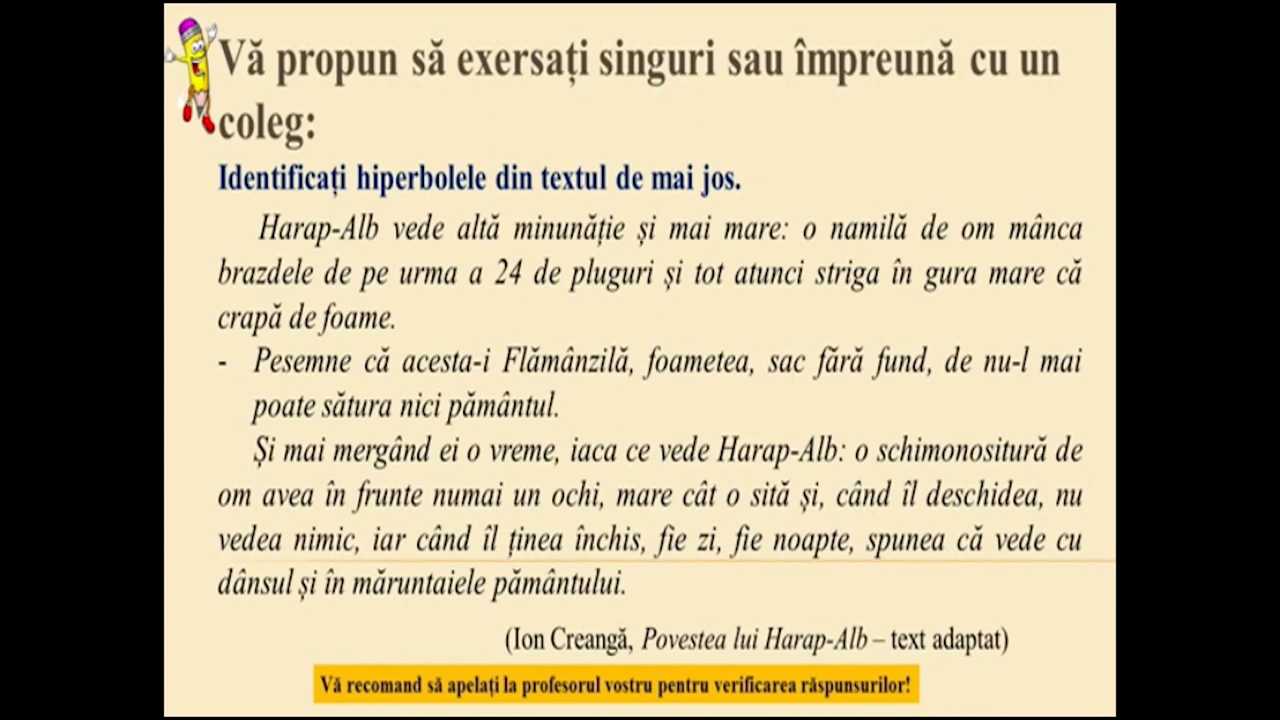 Vă propun să exersați singuri sau împreună cu un
coleg:
Identificați hiperbolele din textul de mai jos.
Harap-Alb vede altă minunăție și mai mare: o namilă de om mânca
brazdele de pe urma a 24 de pluguri și tot atunci striga în gura mare că
crapă de foame.
- Pesemne că acesta-i Flămânzilă, foametea, sac fără fund, de nu-l mai
poate sătura nici pământul.
Și mai mergând ei o vreme, iaca ce vede Harap-Alb: o schimonositură de
om avea în frunte numai un ochi, mare cât o sită și, când îl deschidea, nu
vedea nimic, iar când îl ținea închis, fie zi, fie noapte, spunea că vede cu
dânsul și în măruntaiele pământului.
(Ion Creangă, Povestea lui Harap-Alb – text adaptat)
Vă recomand să apelați la profesorul vostru pentru verificarea răspunsurilor!